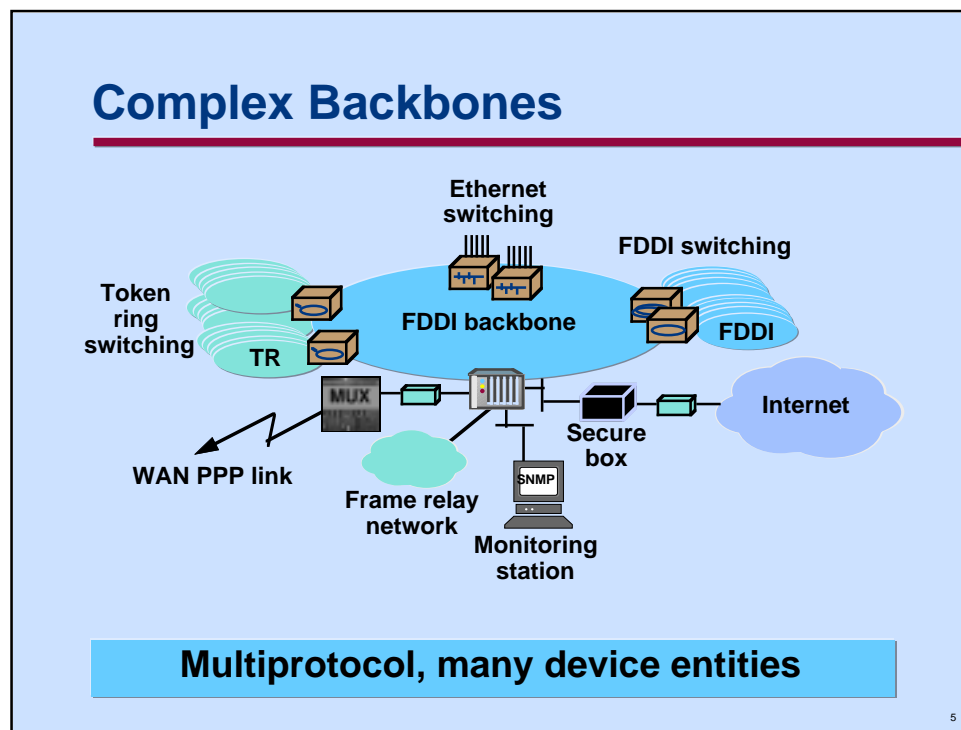 Complex Backbones
Ethernet
switching
FDDI switching
Token
ring
switching
FDDI backbone
TR
FDDI
MUX
Internet
Secure
box
WAN PPP link
SNMP
Frame relay
network
Monitoring
station
Multiprotocol, many device entities
5